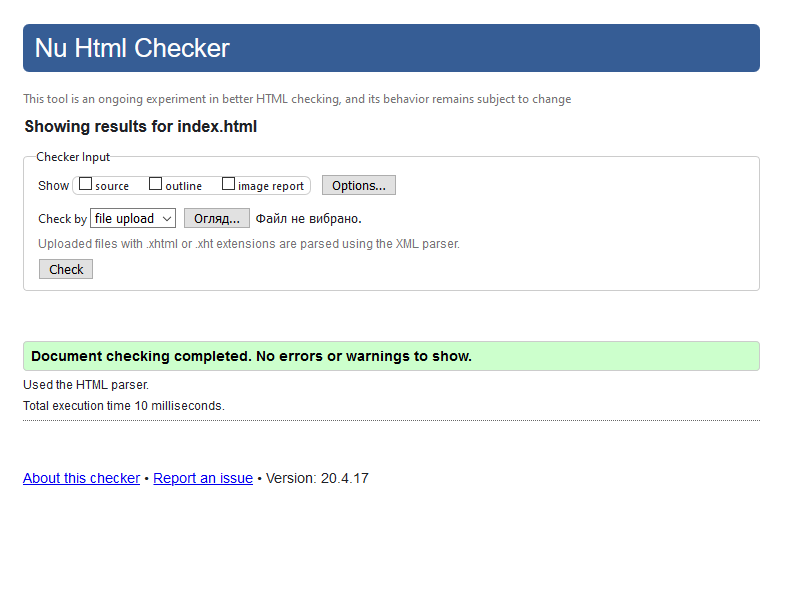 Nu Html Checker
This tool is an ongoing experiment in better HTML checking, and its behavior remains subject to change
Showing results for index.html
Checker Input
Show source outline image report Options...
Check by file upload Огляд... Файл не вибрано.
Uploaded files with .xhtml or .xht extensions are parsed using the XML parser.
Check
Document checking completed. No errors or warnings to show.
Used the HTML parser.
Total execution time 10 milliseconds.
About this checker • Report an issue • Version: 20.4.17